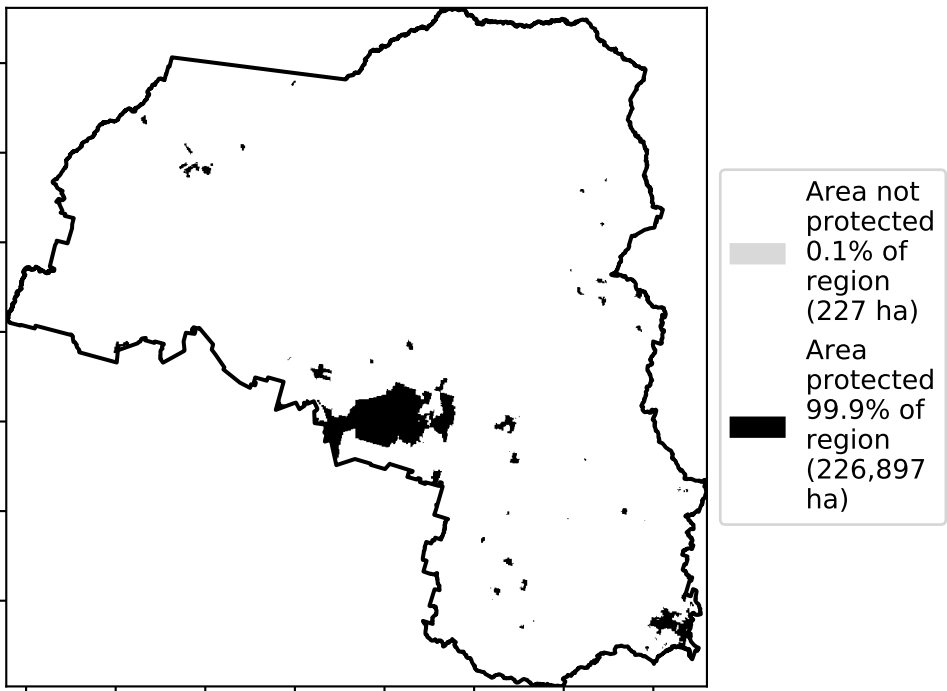 Area not
protected
0.1% of
region
(227 ha)
Area
protected
99.9% of
region
(226,897
ha)